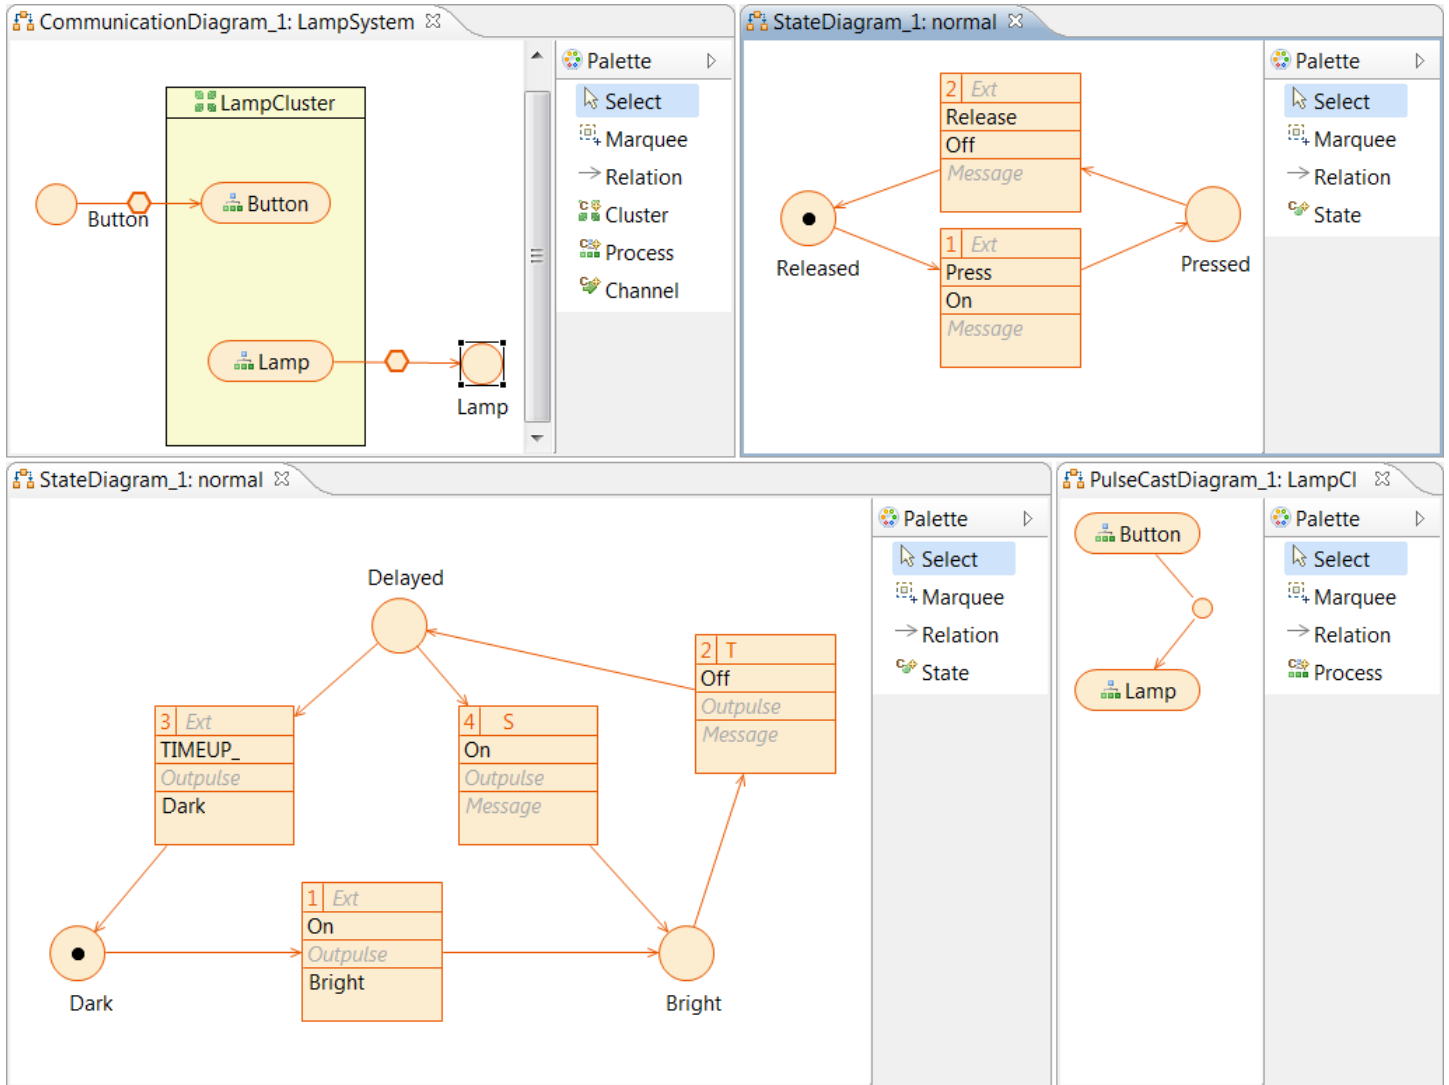 CommunicationDiagram_1: LampSystem
LampCluster
Button
Button
Lamp
Lamp
Palette
Select
Marquee
Relation
Cluster
Process
Channel
StateDiagram_1: normal
2 Ext
Release
Off
Message
Released
Pressed
1 Ext
Press
On
Message
Palette
Select
Marquee
Relation
State
StateDiagram_1: normal
Delayed
2 T
Off
Outpulse
Message
3 Ext
TIMEUP_
Outpulse
Dark
4 S
On
Outpulse
Message
1 Ext
On
Outpulse
Bright
Dark
Bright
Palette
Select
Marquee
Relation
State
PulseCastDiagram_1: LampCl
Button
Lamp
Palette
Select
Marquee
Relation
Process